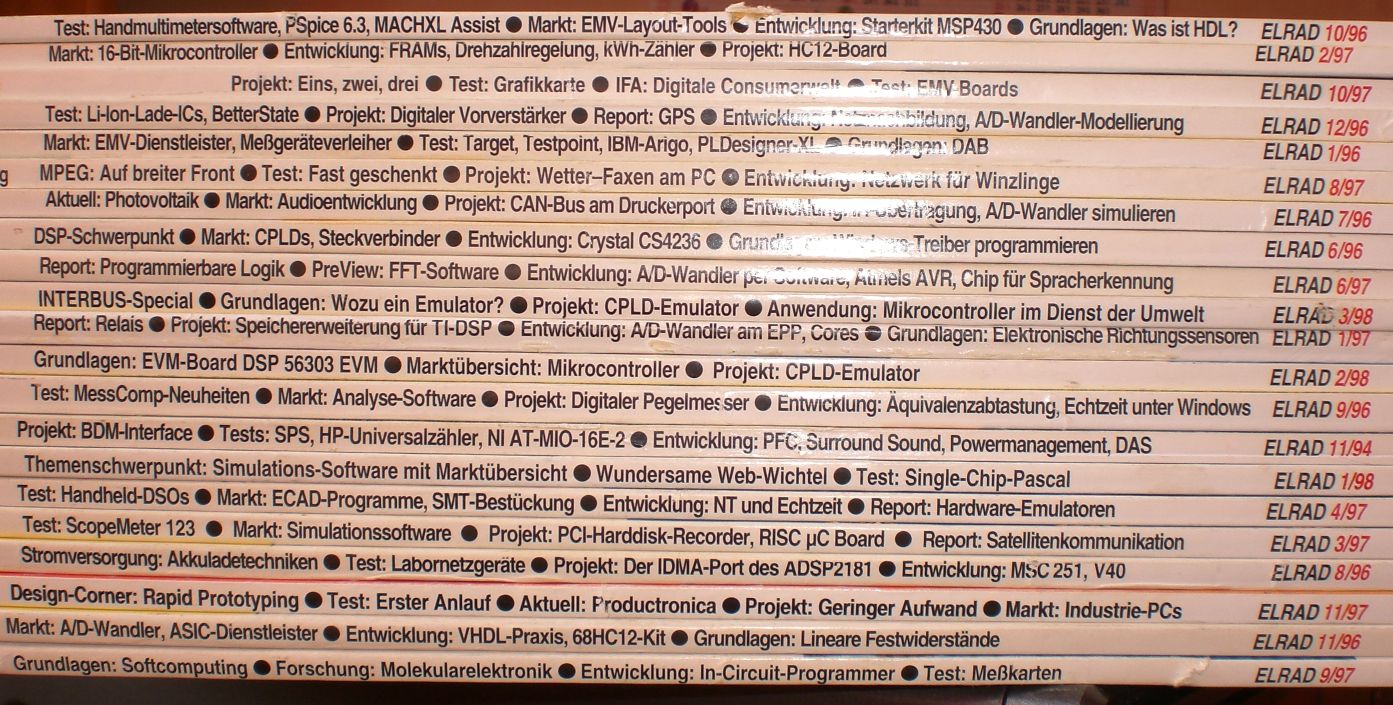 Test: Handmultimetersoftware, PSpice 6.3, MACHXL Assist ● Markt: EMV-Layout-Tools ● Entwicklung: Starterkit MSP430 ● Grundlagen: Was ist HDL? ELRAD 10/96
Markt: 16-Bit-Mikrocontroller ● Entwicklung: FRAMs, Drehzahlregelung, kWh-Zähler ● Projekt: HC12-Board ELRAD 2/97
Projekt: Eins, zwei, drei ● Test: Grafikkarte ● IFA: Digitale Consumerwelt ● Test: EMV-Boards ELRAD 10/97
Test: Li-Ion-Lade-ICs, BetterState ● Projekt: Digitaler Vorverstärker ● Report: GPS ● Entwicklung: Netznachbildung, A/D-Wandler-Modellierung ELRAD 12/96
Markt: EMV-Dienstleister, Meßgeräteverleiher ● Test: Target, Testpoint, IBM-Arigo, PLDesigner-XL ● Grundlagen: DAB ELRAD 1/96
g MPEG: Auf breiter Front ● Test: Fast geschenkt ● Projekt: Wetter–Faxen am PC ● Entwicklung: Netzwerk für Winzlinge ELRAD 8/97
Aktuell: Photovoltaik ● Markt: Audioentwicklung ● Projekt: CAN-Bus am Druckerport ● Entwicklung: A/D-Wandler simulieren ELRAD 7/96
DSP-Schwerpunkt ● Markt: CPLDs, Steckverbinder ● Entwicklung: Crystal CS4236 ● Grundlagen: Windows-Treiber programmieren ELRAD 6/96
Report: Programmierbare Logik ● PreView: FFT-Software ● Entwicklung: A/D-Wandler per Software, Atmels AVR, Chip für Spracherkennung ELRAD 6/97
INTERBUS-Special ● Grundlagen: Wozu ein Emulator? ● Projekt: CPLD-Emulator ● Anwendung: Mikrocontroller im Dienst der Umwelt ELRAD 3/98
Report: Relais ● Projekt: Speichererweiterung für TI-DSP ● Entwicklung: A/D-Wandler am EPP, Cores ● Grundlagen: Elektronische Richtungssensoren ELRAD 1/97
Grundlagen: EVM-Board DSP 56303 EVM ● Marktübersicht: Mikrocontroller ● Projekt: CPLD-Emulator ELRAD 2/98
Test: MessComp-Neuheiten ● Markt: Analyse-Software ● Projekt: Digitaler Pegelmesser ● Entwicklung: Äquivalenzabtastung, Echtzeit unter Windows ELRAD 9/96
Projekt: BDM-Interface ● Tests: SPS, HP-Universalzähler, NI AT-MIO-16E-2 ● Entwicklung: PFC, Surround Sound, Powermanagement, DAS ELRAD 11/94
Themenschwerpunkt: Simulations-Software mit Marktübersicht ● Wundersame Web-Wichtel ● Test: Single-Chip-Pascal ELRAD 1/98
Test: Handheld-DSOs ● Markt: ECAD-Programme, SMT-Bestückung ● Entwicklung: NT und Echtzeit ● Report: Hardware-Emulatoren ELRAD 4/97
Test: ScopeMeter 123 ● Markt: Simulationssoftware ● Projekt: PCI-Harddisk-Recorder, RISC µC Board ● Report: Satellitenkommunikation ELRAD 3/97
Stromversorgung: Akkuladetechniken ● Test: Labornetzgeräte ● Projekt: Der IDMA-Port des ADSP2181 ● Entwicklung: MSC 251, V40 ELRAD 8/96
Design-Corner: Rapid Prototyping ● Test: Erster Anlauf ● Aktuell: Productronica ● Projekt: Geringer Aufwand ● Markt: Industrie-PCs ELRAD 11/97
Markt: A/D-Wandler, ASIC-Dienstleister ● Entwicklung: VHDL-Praxis, 68HC12-Kit ● Grundlagen: Lineare Festwiderstände ELRAD 11/96
Grundlagen: Softcomputing ● Forschung: Molekularelektronik ● Entwicklung: In-Circuit-Programmer ● Test: Meßkarten ELRAD 9/97